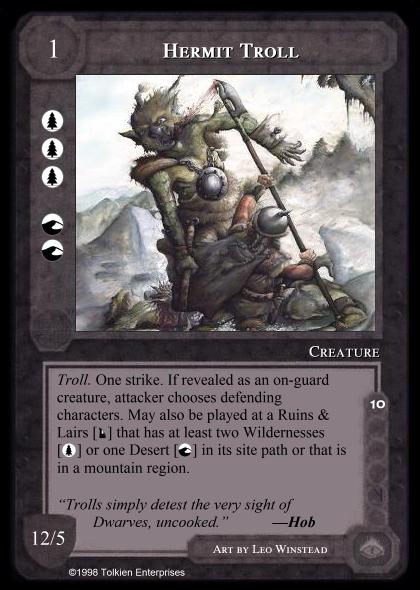 1
HERMIT TROLL
CREATURE
Troll. One strike. If revealed as an on-guard
creature, attacker chooses defending
characters. May also be played at a Ruins &
Lairs [] that has at least two Wildernesses
[] or one Desert [] in its site path or that is
in a mountain region.
10
“Trolls simply detest the very sight of
Dwarves, uncooked.” —Hob
12/5
ART BY LEO WINSTEAD
©1998 Tolkien Enterprises